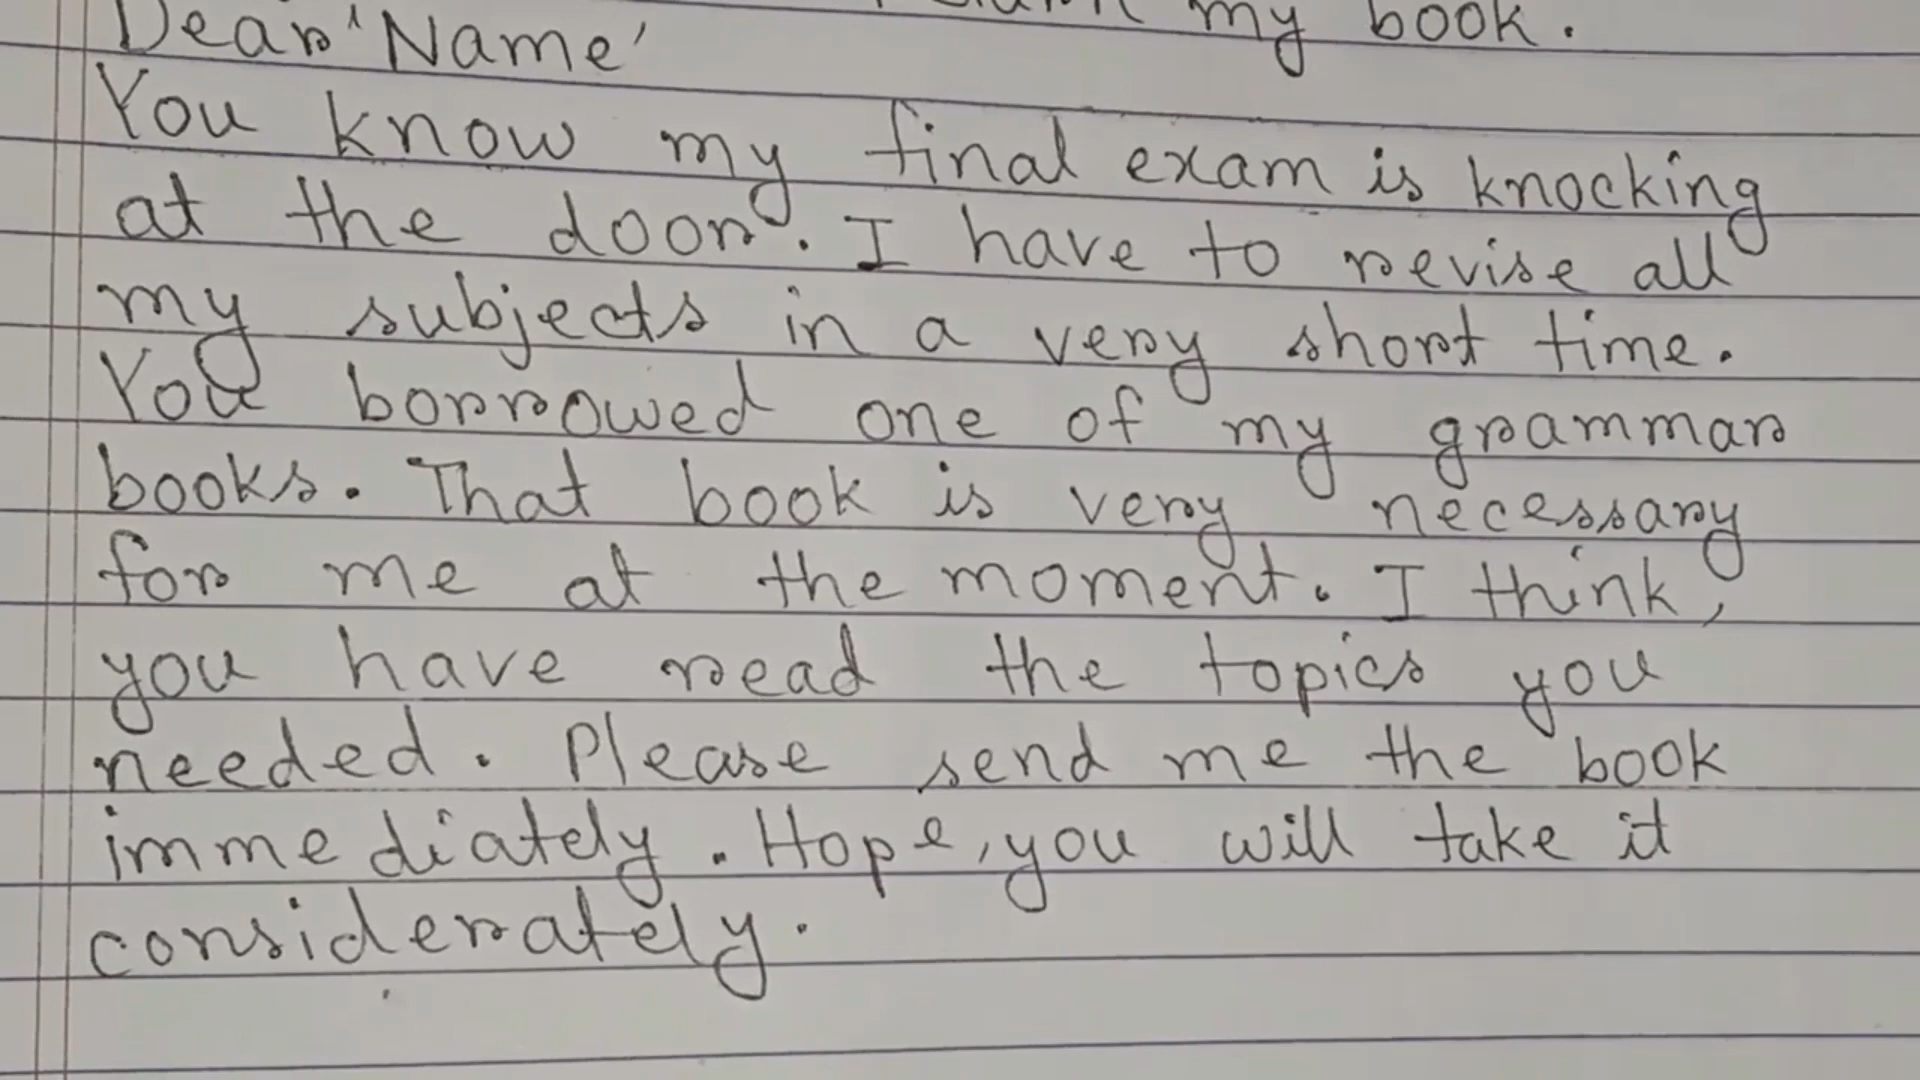 my book.
Dear 'Name'
You know my final exam is knocking
at the door. I have to revise all
my subjects in a very short time.
You borrowed one of my grammar
books. That book is very necessary
for me at the moment. I think,
you have read the topics you
needed. Please send me the book
immediately. Hope, you will take it
considerately.